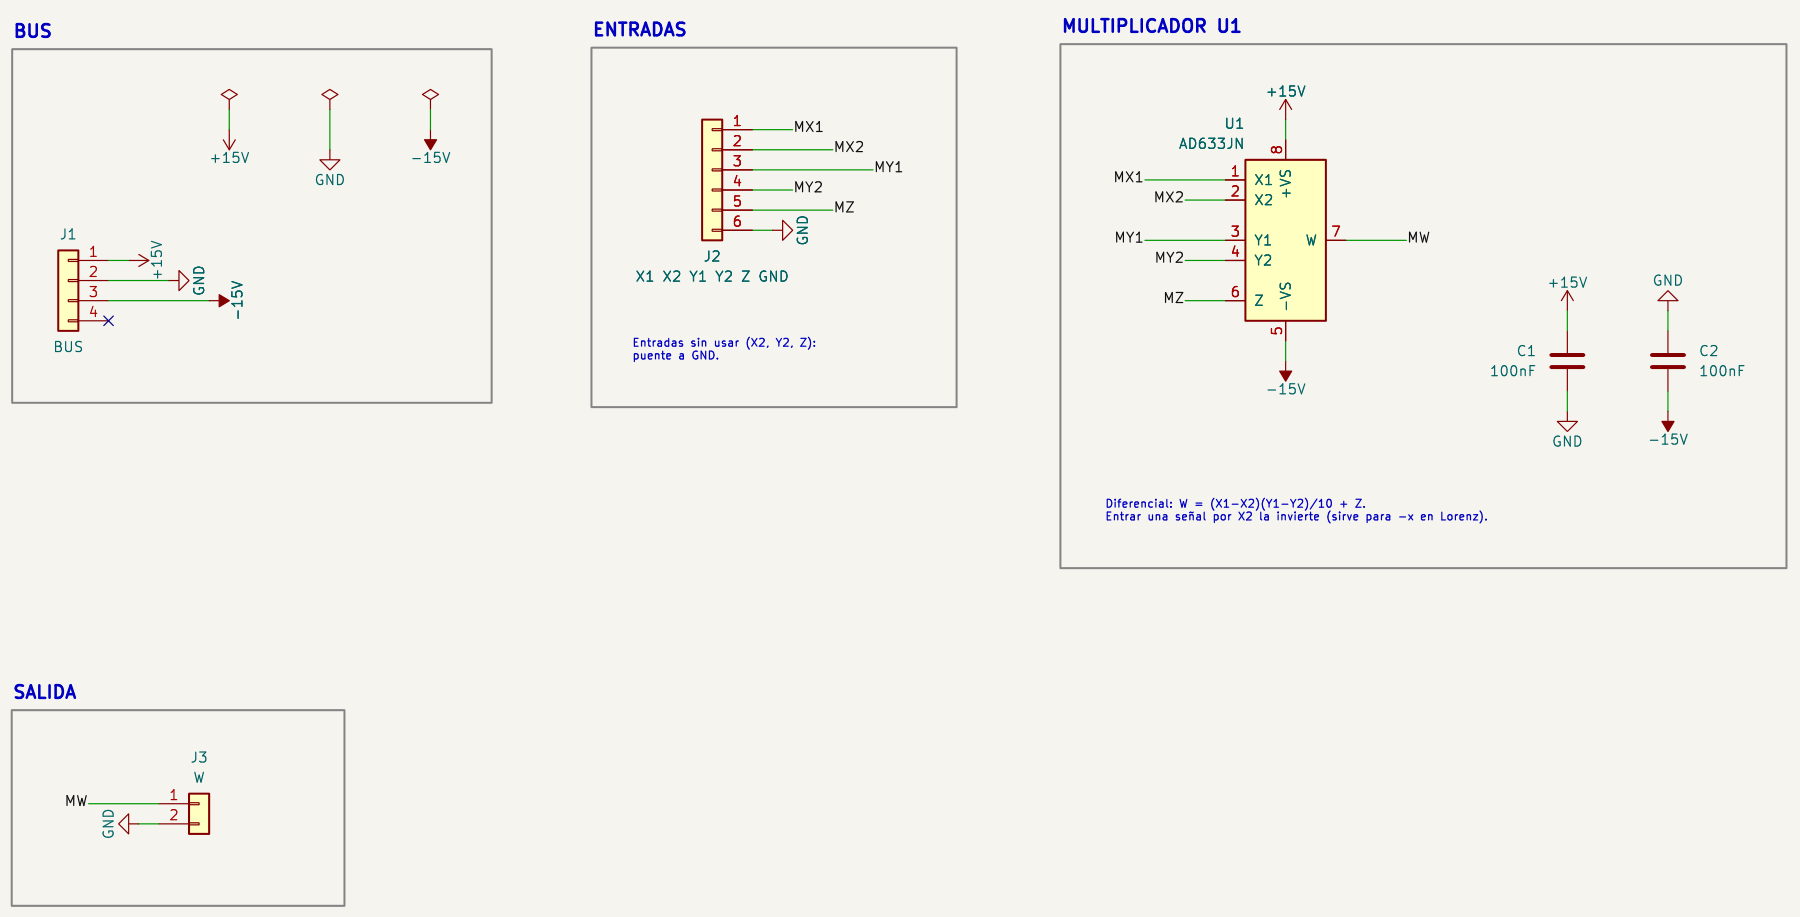 BUS
+15V
GND
-15V
J1
1
+15V
2
GND
3
-15V
4
BUS
ENTRADAS
1
MX1
2
MX2
3
MY1
4
MY2
5
MZ
6
GND
J2
X1 X2 Y1 Y2 Z GND
Entradas sin usar (X2, Y2, Z):
puente a GND.
MULTIPLICADOR U1
+15V
U1
AD633JN
8
+VS
MX1
1
X1
MX2
2
X2
MY1
3
Y1
W
7
MW
MY2
4
Y2
MZ
6
Z
-VS
5
-15V
+15V
C1
100nF
GND
GND
C2
100nF
-15V
Diferencial: W = (X1-X2)(Y1-Y2)/10 + Z.
Entrar una señal por X2 la invierte (sirve para -x en Lorenz).
SALIDA
J3
W
MW
1
GND
2